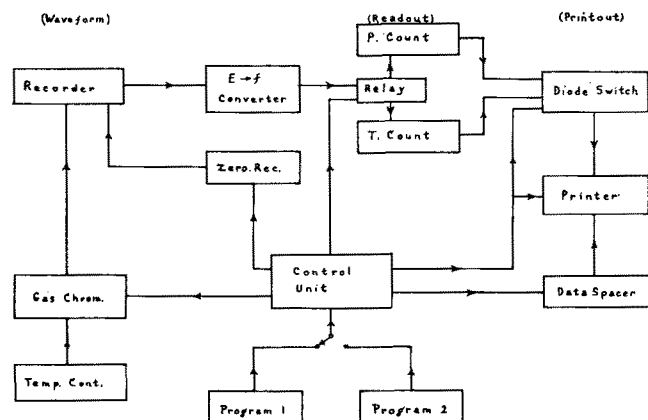 (Waveform)
(Readout)
(Printout)
P. Count
Recorder
E→f
Converter
Relay
Diode Switch
T. Count
Zero. Rec.
Printer
Control
Unit
Gas Chrom.
Data Spacer
Temp. Cont.
Program 1
Program 2